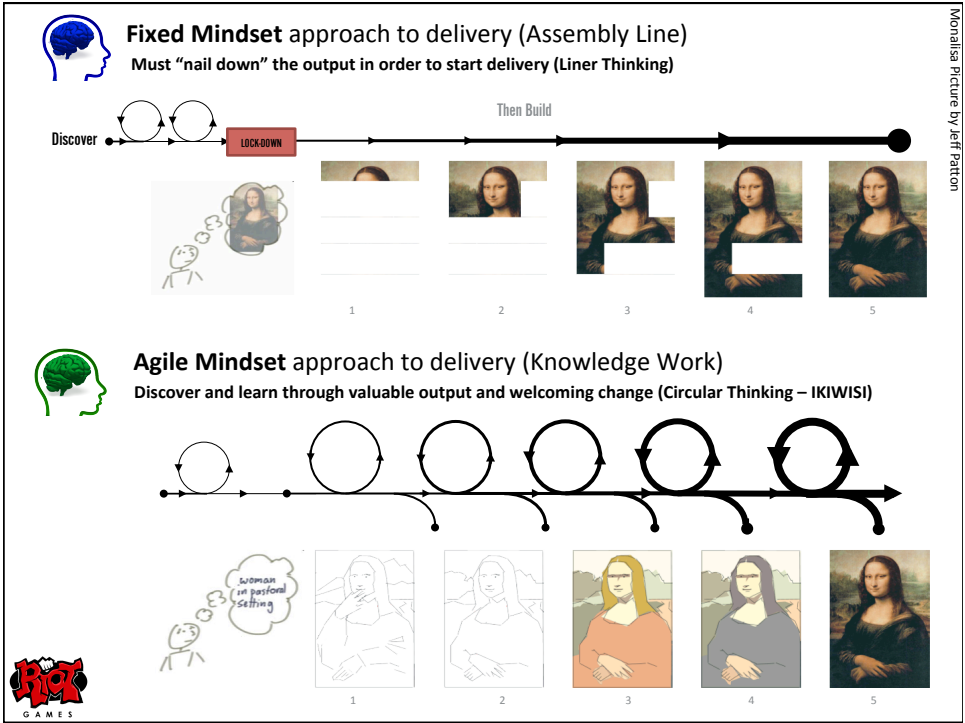 Fixed Mindset approach to delivery (Assembly Line)
Must “nail down” the output in order to start delivery (Liner Thinking)
Monalisa Picture by Jeff Patton
Then Build
Discover
LOCK-DOWN
1
2
3
4
5
Agile Mindset approach to delivery (Knowledge Work)
Discover and learn through valuable output and welcoming change (Circular Thinking – IKIWISI)
woman
in pastoral
setting
1
2
3
4
5
RIOT
GAMES